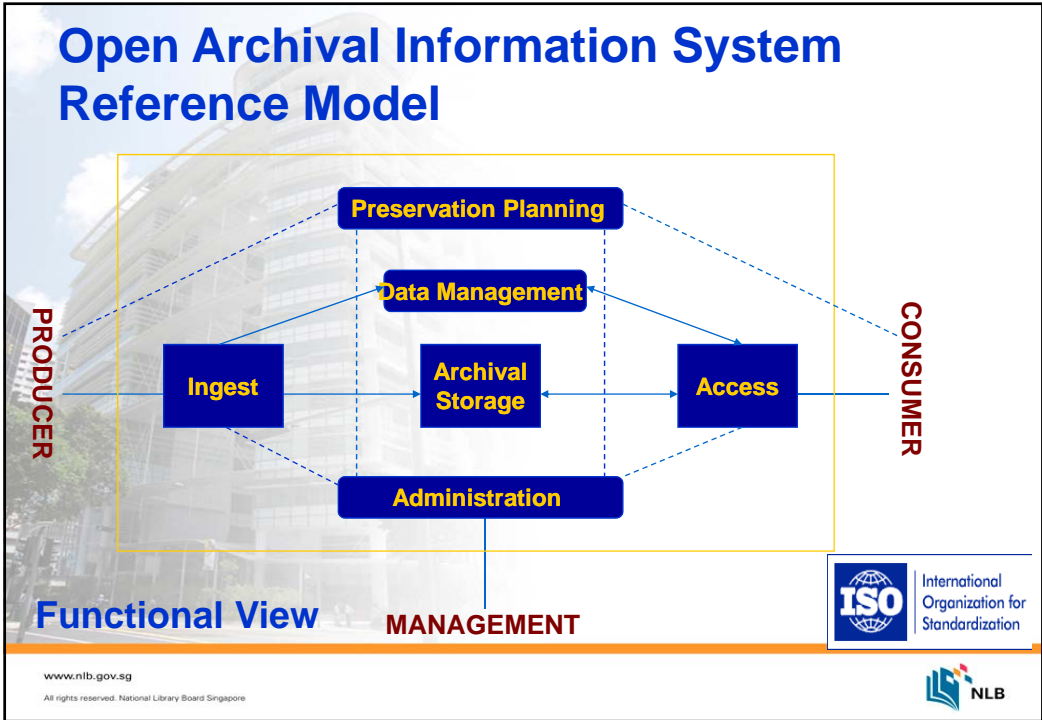 Open Archival Information System
Reference Model
Preservation Planning
Data Management
PRODUCER
CONSUMER
Ingest
Archival
Storage
Access
Administration
Functional View
MANAGEMENT
ISO
International
Organization for
Standardization
www.nlb.gov.sg
All rights reserved. National Library Board Singapore
NLB